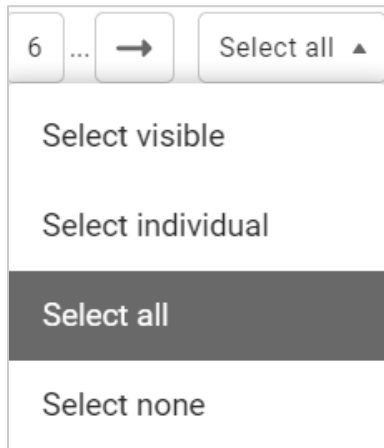 6 ... → Select all ▲
Select visible
Select individual
Select all
Select none